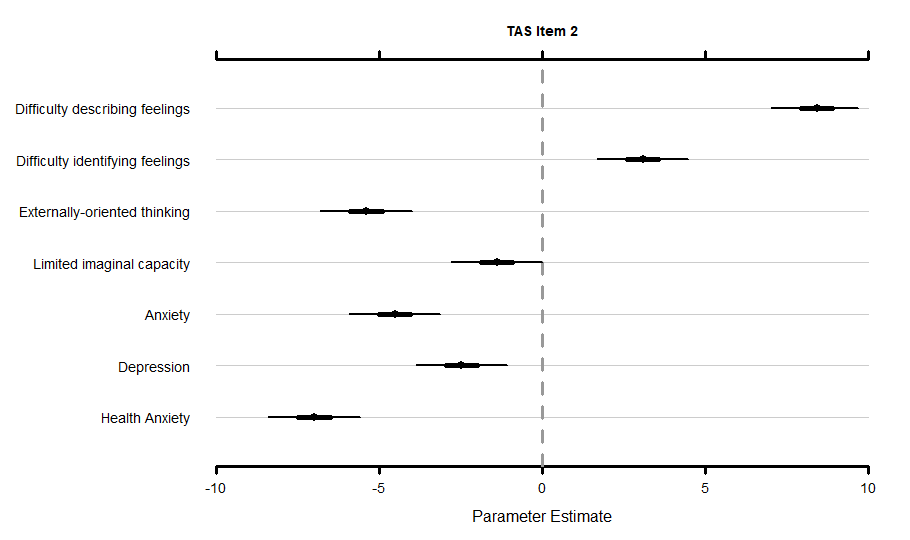 TAS Item 2
Difficulty describing feelings
Difficulty identifying feelings
Externally-oriented thinking
Limited imaginal capacity
Anxiety
Depression
Health Anxiety
-10 -5 0 5 10
Parameter Estimate